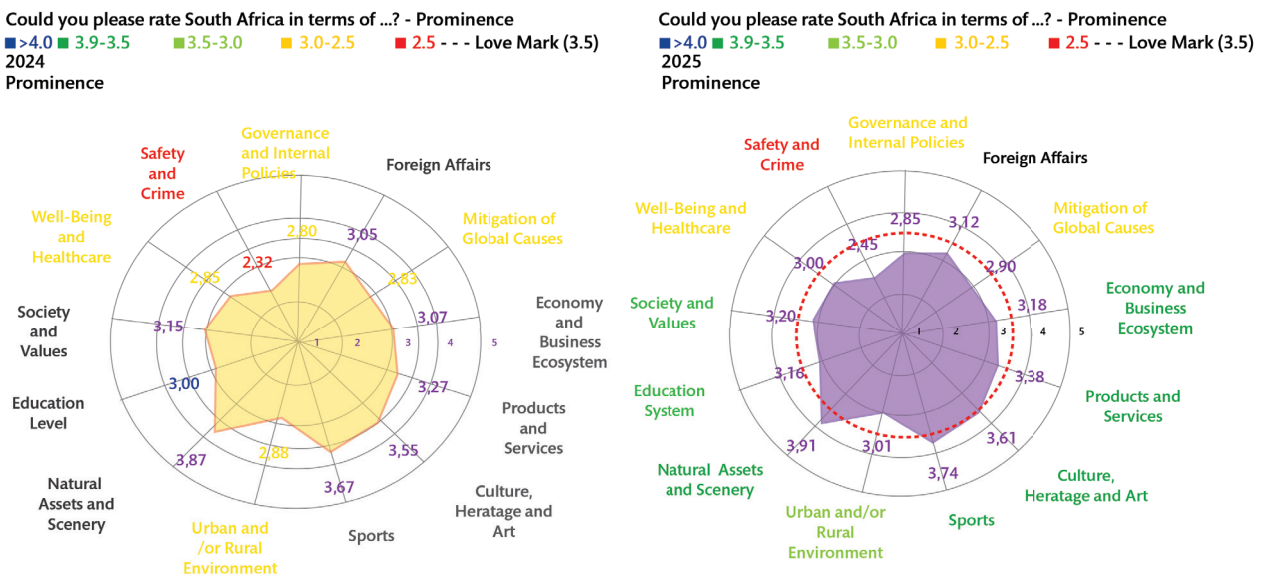 Could you please rate South Africa in terms of ...? - Prominence
>4.0 3.9-3.5 3.5-3.0 3.0-2.5 2.5 - - - Love Mark (3.5)
2024
Prominence
Governance
and Internal
Policies
Foreign Affairs
Mitigation of
Global Causes
Economy
and
Business
Ecosystem
Products
and
Services
Culture,
Heratage and
Art
Sports
Urban and
/or Rural
Environment
Natural
Assets and
Scenery
Education
Level
Society
and
Values
Well-Being
and
Healthcare
Safety
and
Crime
2,80
3,05
2,83
3,07
3,27
3,55
3,67
2,88
3,87
3,00
3,15
2,85
2,32
1 2 3 4 5
Could you please rate South Africa in terms of ...? - Prominence
>4.0 3.9-3.5 3.5-3.0 3.0-2.5 2.5 - - - Love Mark (3.5)
2025
Prominence
Governance and
Internal Policies
Foreign Affairs
Mitigation of
Global Causes
Economy and
Business
Ecosystem
Products and
Services
Culture,
Heratage and Art
Sports
Urban and/or
Rural
Environment
Natural Assets
and Scenery
Education
System
Society and
Values
Well-Being and
Healthcare
Safety and
Crime
2,85
3,12
2,90
3,18
3,38
3,61
3,74
3,01
3,91
3,16
3,20
3,00
2,45
1 2 3 4 5